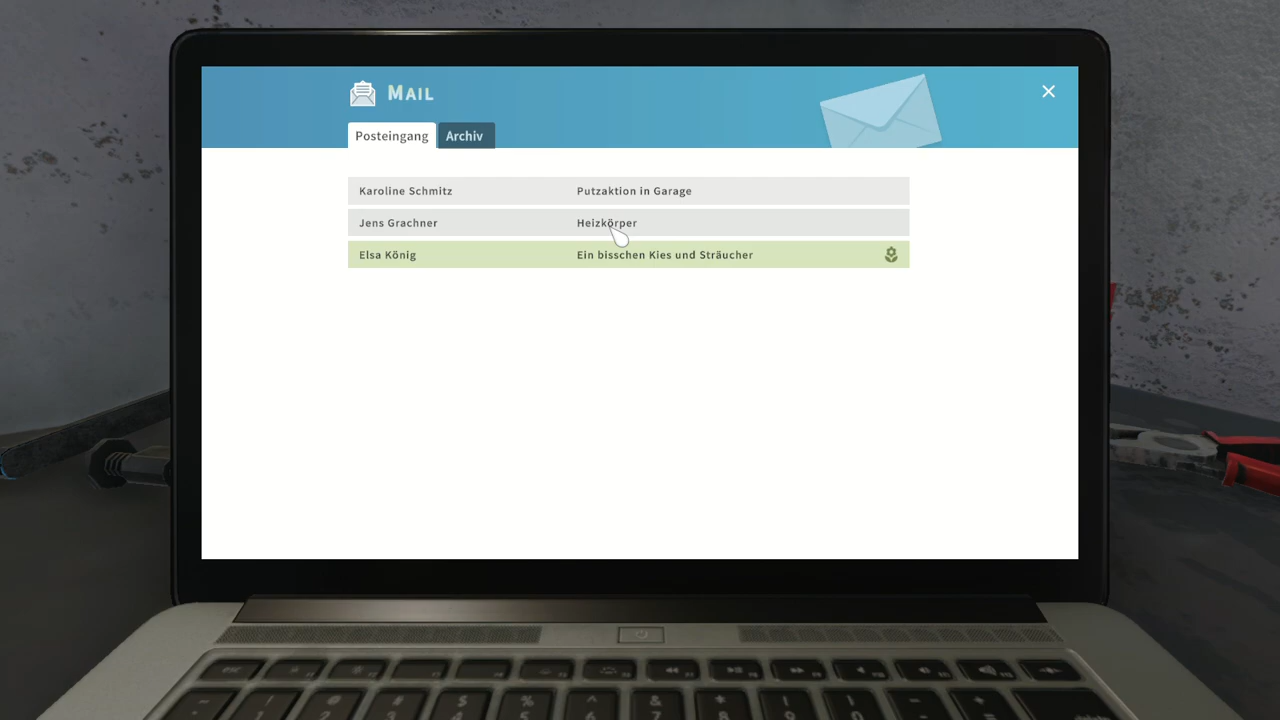 Mail
Posteingang Archiv
Karoline Schmitz Putzaktion in Garage
Jens Grachner Heizkörper
Elsa König Ein bisschen Kies und Sträucher